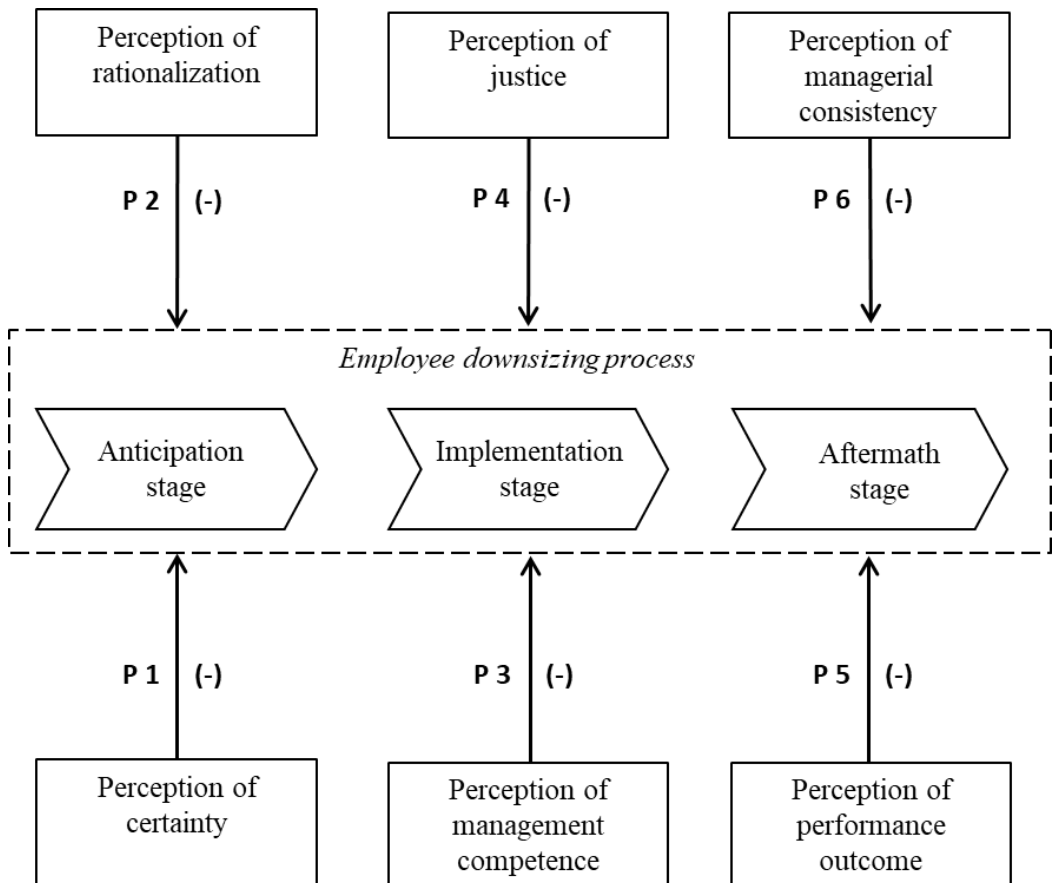 Perception of
rationalization
Perception of
justice
Perception of
managerial
consistency
P 2 (-)
P 4 (-)
P 6 (-)
Employee downsizing process
Anticipation
stage
Implementation
stage
Aftermath
stage
P 1 (-)
P 3 (-)
P 5 (-)
Perception of
certainty
Perception of
management
competence
Perception of
performance
outcome